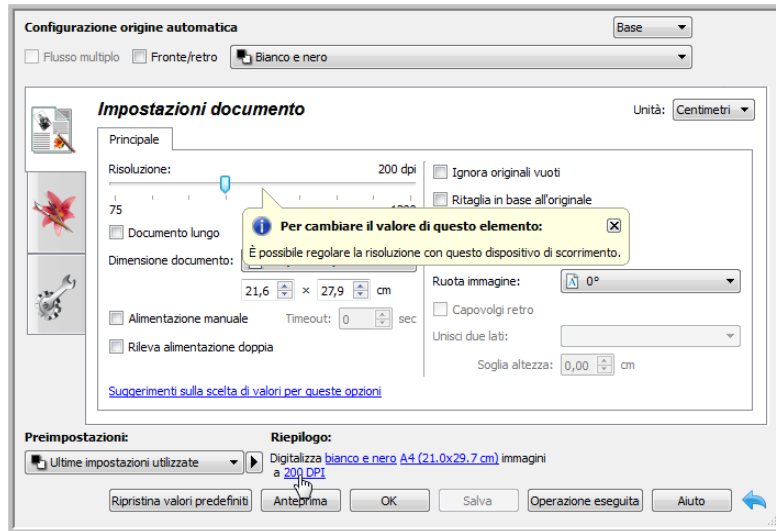 Configurazione origine automatica
Base
Flusso multiplo
Fronte/retro
Bianco e nero
Impostazioni documento
Unità:
Centimetri
Principale
Risoluzione:
200 dpi
75
Ignora originali vuoti
Ritaglia in base all'originale
Per cambiare il valore di questo elemento:
È possibile regolare la risoluzione con questo dispositivo di scorrimento.
Documento lungo
Dimensione documento:
21,6 × 27,9 cm
Ruota immagine:
0°
Alimentazione manuale
Timeout: 0 sec
Capovolgi retro
Rileva alimentazione doppia
Unisci due lati:
Soglia altezza: 0,00 cm
Suggerimenti sulla scelta di valori per queste opzioni
Preimpostazioni:
Ultime impostazioni utilizzate
Riepilogo:
Digitalizza bianco e nero A4 (21.0x29.7 cm) immagini
a 200 DPI
Ripristina valori predefiniti
Anteprima
OK
Salva
Operazione eseguita
Aiuto